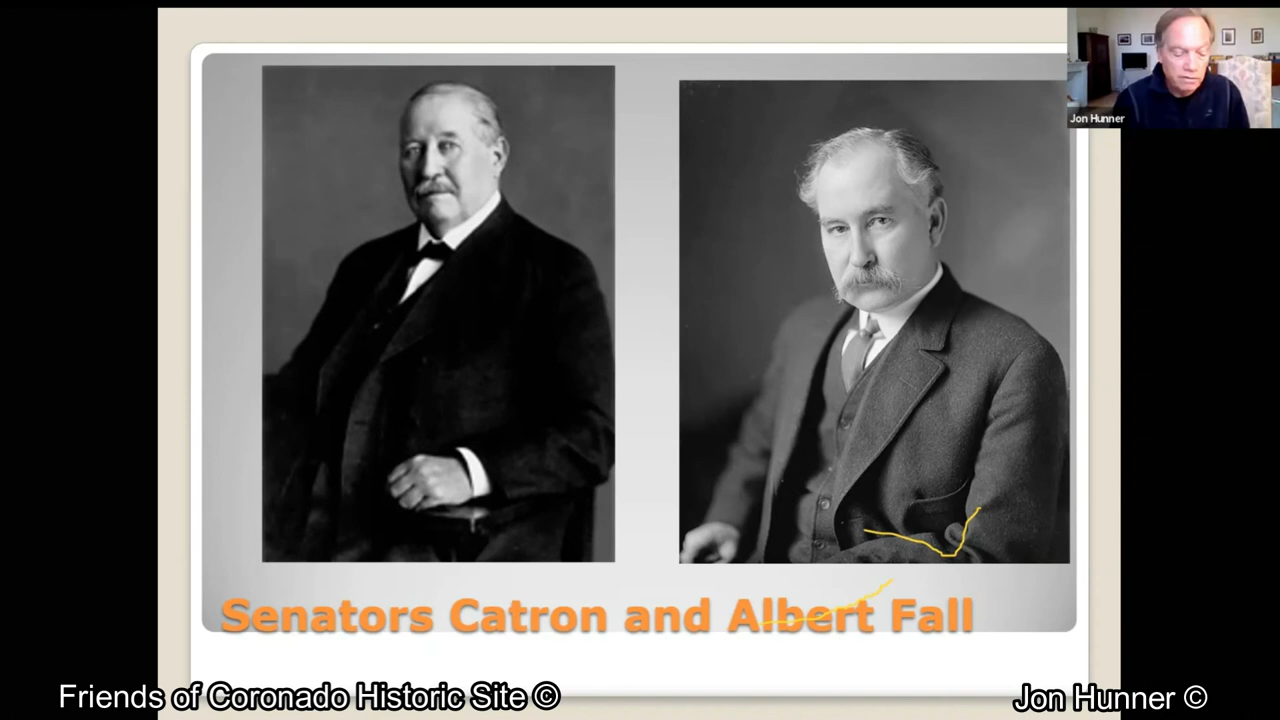 Jon Hunner
Senators Catron and Albert Fall
Friends of Coronado Historic Site ©
Jon Hunner ©